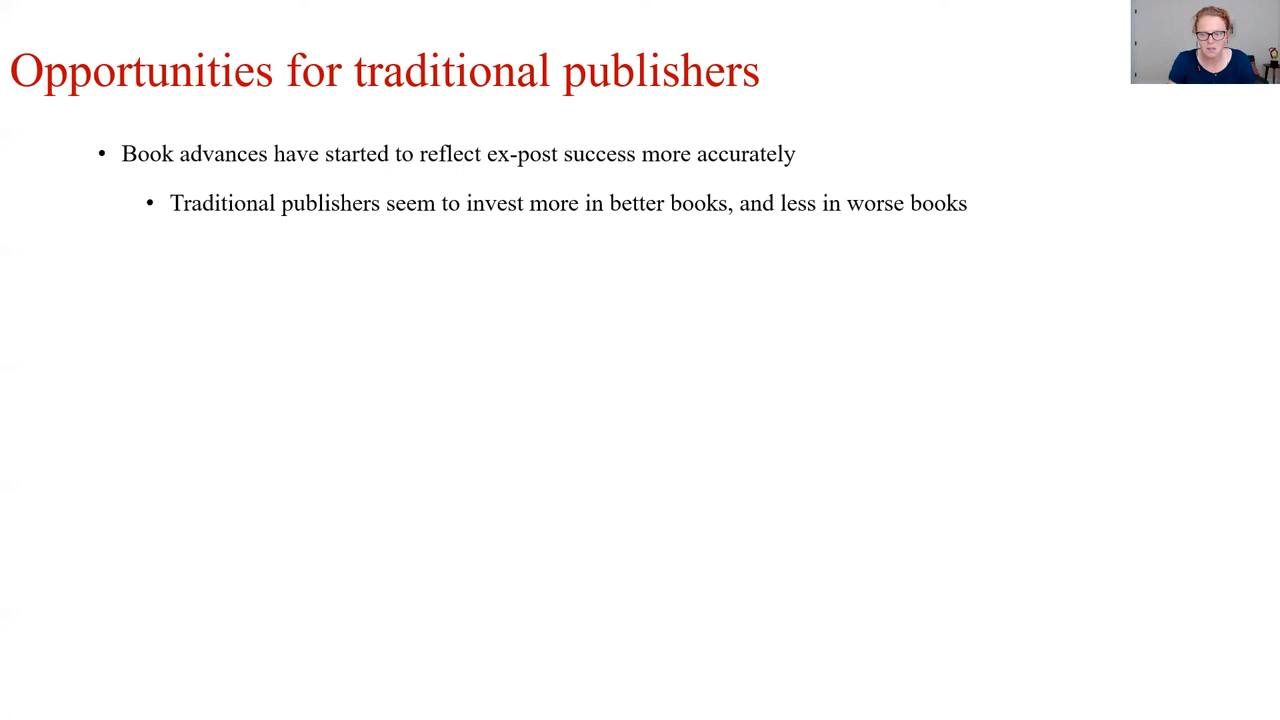 Opportunities for traditional publishers
• Book advances have started to reflect ex-post success more accurately
• Traditional publishers seem to invest more in better books, and less in worse books